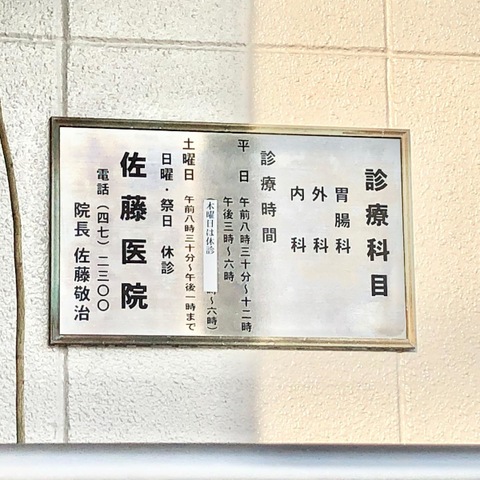 診療科目
胃腸科
外科
内科
診療時間
平日 午前八時三十分〜十二時
午後三時〜六時
木曜日は休診
〜六時)
土曜日 午前八時三十分〜午後一時まで
日曜・祭日 休診
佐藤医院
電話(四七)二三〇〇
院長 佐藤敬治